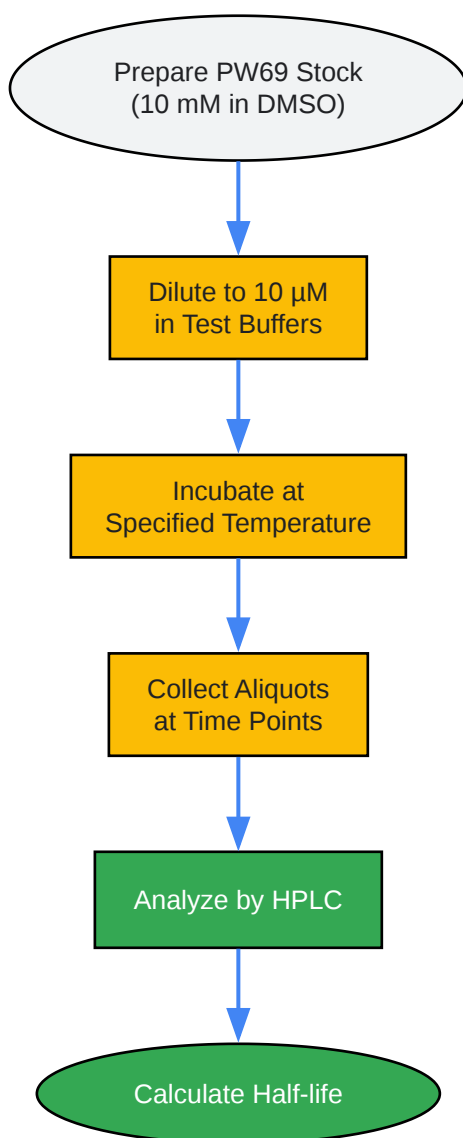 Prepare PW69 Stock
(10 mM in DMSO)
Dilute to 10 µM
in Test Buffers
Incubate at
Specified Temperature
Collect Aliquots
at Time Points
Analyze by HPLC
Calculate Half-life